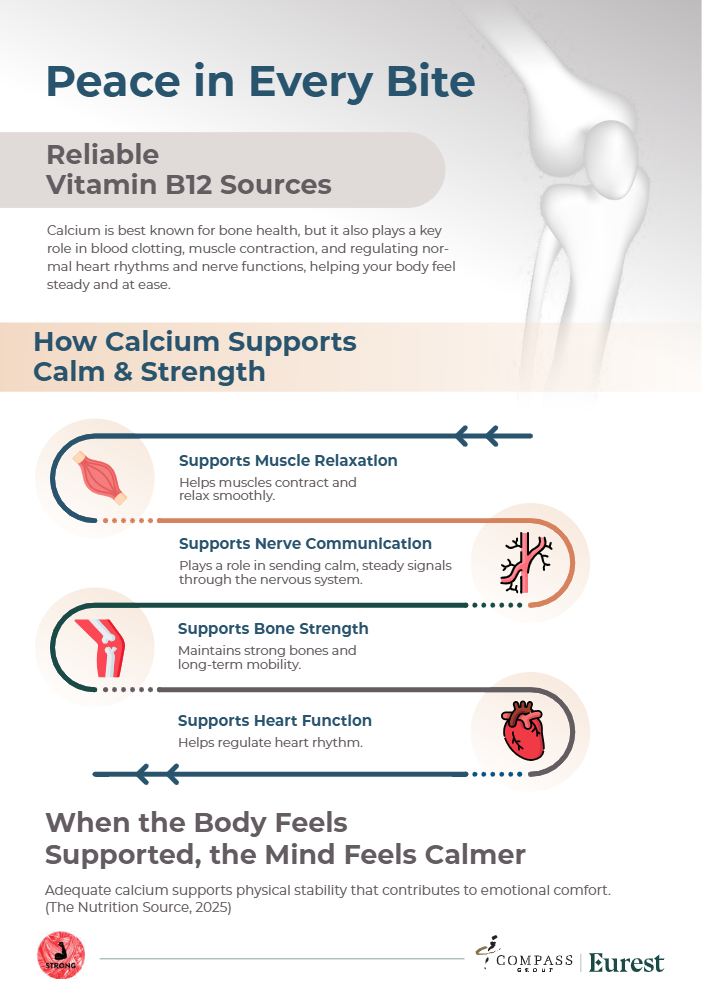 Peace in Every Bite
Reliable
Vitamin B12 Sources
Calcium is best known for bone health, but it also plays a key
role in blood clotting, muscle contraction, and regulating nor-
mal heart rhythms and nerve functions, helping your body feel
steady and at ease.
How Calcium Supports
Calm & Strength
Supports Muscle Relaxation
Helps muscles contract and
relax smoothly.
Supports Nerve Communication
Plays a role in sending calm, steady signals
through the nervous system.
Supports Bone Strength
Maintains strong bones and
long-term mobility.
Supports Heart Function
Helps regulate heart rhythm.
When the Body Feels
Supported, the Mind Feels Calmer
Adequate calcium supports physical stability that contributes to emotional comfort.
(The Nutrition Source, 2025)
STRONG
COMPASS
GROUP
Eurest